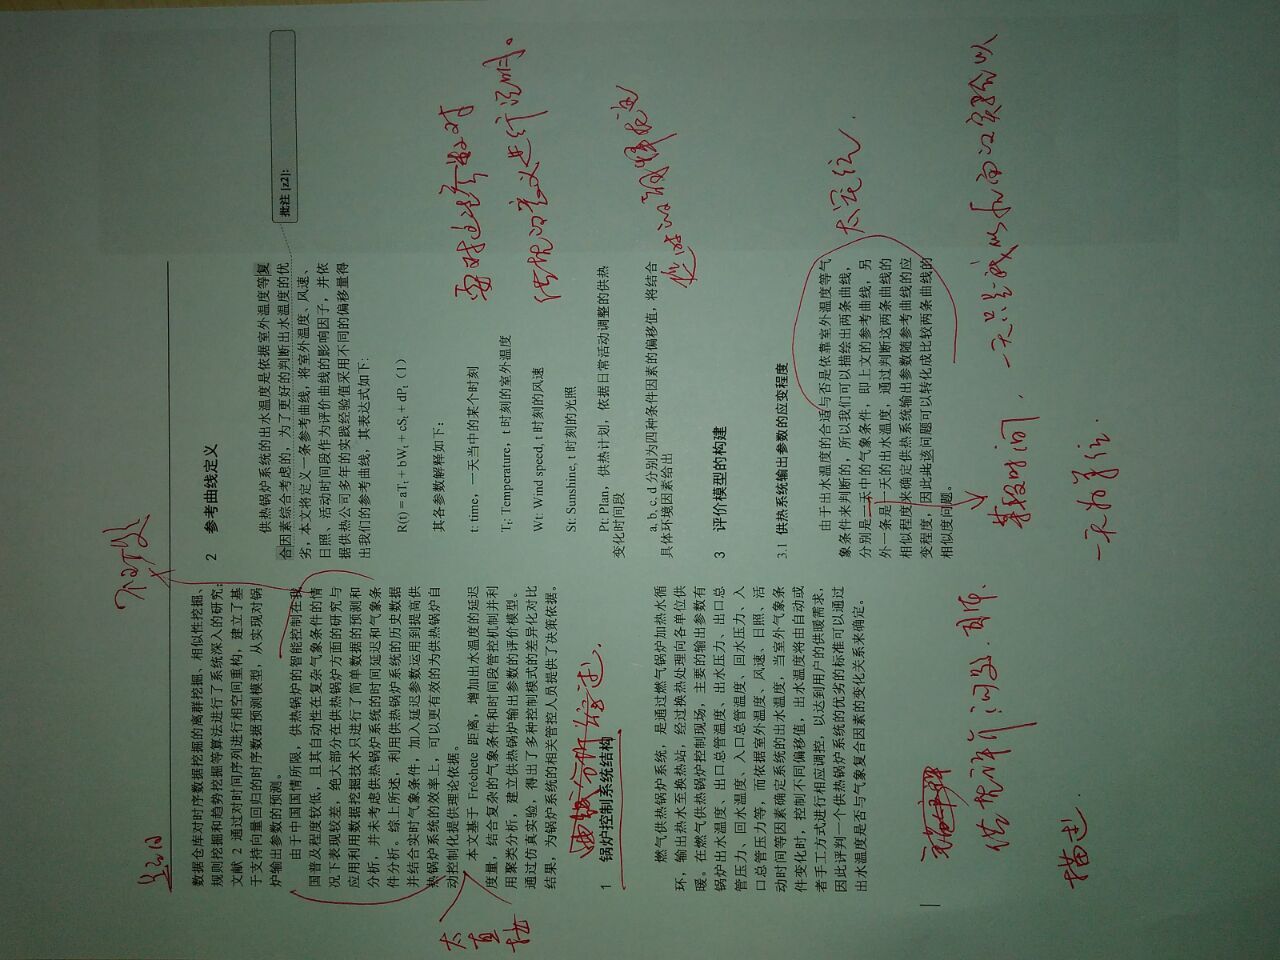 数据仓库对时序数据挖掘的离群挖掘、相似性挖掘、
规则挖掘和趋势挖掘等算法进行了系统深入的研究;
文献 2 通过对时间序列进行相空间重构，建立了基
于支持向量回归的时序数据预测模型，从实现对锅
炉输出参数的预测。
由于中国国情所限，供热锅炉的智能控制在我
国普及程度较低，且其自动性在复杂气象条件的情
况下表现较差，绝大部分在供热锅炉方面的研究与
应用利用数据挖掘技术只进行了简单数据的预测和
分析，并未考虑供热锅炉系统的时间延迟和气象条
件分析。综上所述，利用供热锅炉系统的历史数据
并结合实时气象条件，加入延迟参数运用到提高供
热锅炉系统的效率上，可以更有效的为供热锅炉自
动控制化提供理论依据。
太直接
本文基于 Fréchete 距离，增加出水温度的延迟
度量，结合复杂的气象条件和时间段管控机制并利
用聚类分析，建立供热锅炉输出参数的评价模型。
通过仿真实验，得出了多种控制模式的差异化对比
结果，为锅炉系统的相关管控人员提供了决策依据。
曲线分析综述.
1 锅炉控制系统结构
燃气供热锅炉系统，是通过燃气锅炉加热水循
环，输出热水至换热站，经过换热处理向各单位供
暖。在燃气供热锅炉控制现场，主要的输出参数有
锅炉出水温度、出口总管温度、出水压力、出口总
管压力、回水温度、入口总管温度、回水压力、入
口总管压力等，而依据室外温度、风速、日照、活
动时间等因素确定系统的出水温度，当室外气象条
件变化时，控制不同偏移值，出水温度将由自动或
者手工方式进行相应调控，以达到用户的供暖需求，
因此评判一个供热锅炉系统的优劣的标准可以通过
出水温度是否与气象复合因素的变化关系来确定。
供热评价问题.具体
描述.
2 参考曲线定义
供热锅炉系统的出水温度是依据室外温度等复
合因素综合考虑的，为了更好的判断出水温度的优
劣，本文将定义一条参考曲线，将室外温度、风速、
日照、活动时间段作为评价曲线的影响因子，并依
据供热公司多年的实践经验值采用不同的偏移量得
出我们的参考曲线，其表达式如下:
批注 [z2]:
R(t) = aTt + bWt + cSt + dPt（1）
其各参数解释如下：
t: time，一天当中的某个时刻
Tt: Temperature，t 时刻的室外温度
Wt: Wind speed, t 时刻的风速
St: Sunshine, t 时刻的光照
Pt: Plan，供热计划，依据日常活动调整的供热
变化时间段
a, b, c, d 分别为四种条件因素的偏移值，将结合
具体环境因素给出
要对这些参数对
供热的意义进行说明。
3 评价模型的构建
3.1 供热系统输出参数的应变程度
由于出水温度的合适与否是依靠室外温度等气
象条件来判断的，所以我们可以描绘出两条曲线，
分别是一天中的气象条件，即上文的参考曲线，另
外一条是一天的出水温度，通过判断这两条曲线的
相似程度来确定供热系统输出参数随参考曲线的应
变程度，因此此该问题可以转化成比较两条曲线的
相似度问题。
太笼统.
某段时间. 一天只是我们后面的实验以
一天为单位.